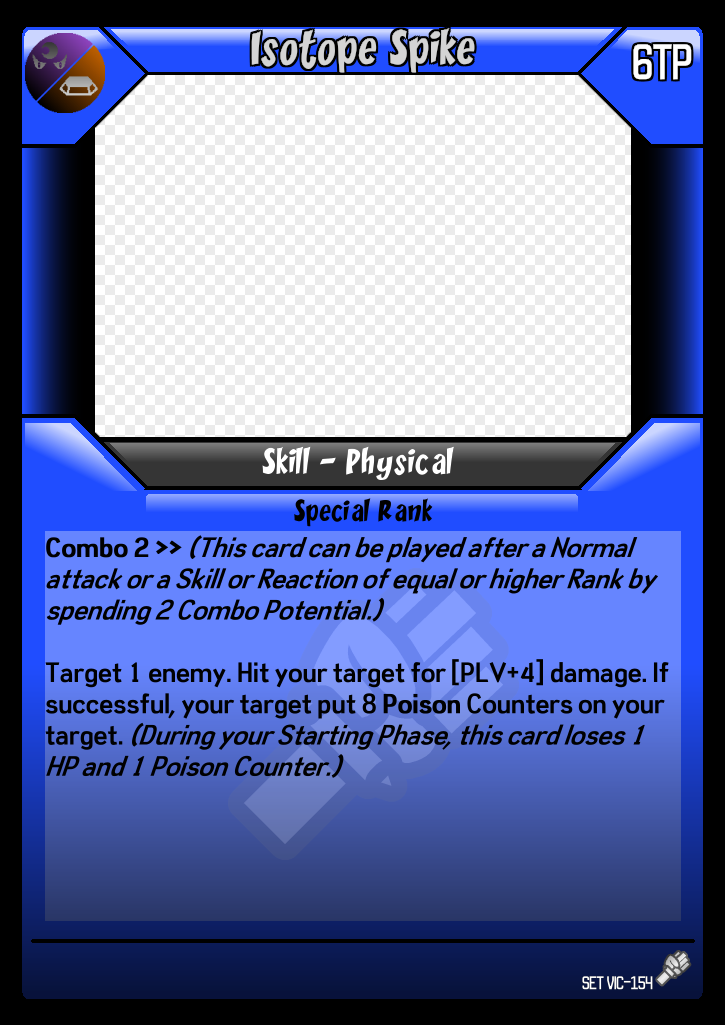 Isotope Spike
6TP
Skill - Physical
Special Rank
Combo 2 >> (This card can be played after a Normal
attack or a Skill or Reaction of equal or higher Rank by
spending 2 Combo Potential.)
Target 1 enemy. Hit your target for [PLV+4] damage. If
successful, your target put 8 Poison Counters on your
target. (During your Starting Phase, this card loses 1
HP and 1 Poison Counter.)
SET VIC-154